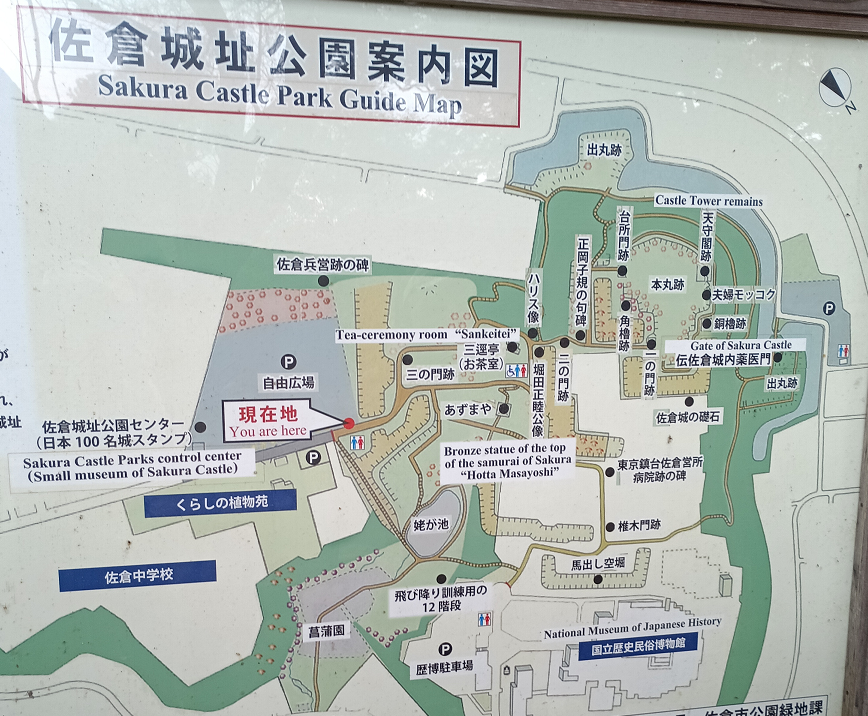 佐倉城址公園案内図
Sakura Castle Park Guide Map
N
出丸跡
Castle Tower remains
台所門跡
天守閣跡
正岡子規の句碑
本丸跡
佐倉兵営跡の碑
ハリス像
夫婦モッコク
P
角櫓跡
銅櫓跡
Tea-ceremony room “Sankeitei”
三逕亭
(お茶室)
Gate of Sakura Castle
伝佐倉城内薬医門
P
自由広場
三の門跡
二の門跡
一の門跡
出丸跡
堀田正睦公像
あずまや
佐倉城の礎石
現在地
You are here
佐倉城址公園センター
(日本100名城スタンプ)
Sakura Castle Parks control center
(Small museum of Sakura Castle)
P
Bronze statue of the top
of the samurai of Sakura
“Hotta Masayoshi”
東京鎮台佐倉営所
病院跡の碑
くらしの植物苑
姥が池
椎木門跡
佐倉中学校
馬出し空堀
飛び降り訓練用の
12階段
菖蒲園
National Museum of Japanese History
国立歴史民俗博物館
P
歴博駐車場
佐倉市公園緑地課
が
れ、
城址